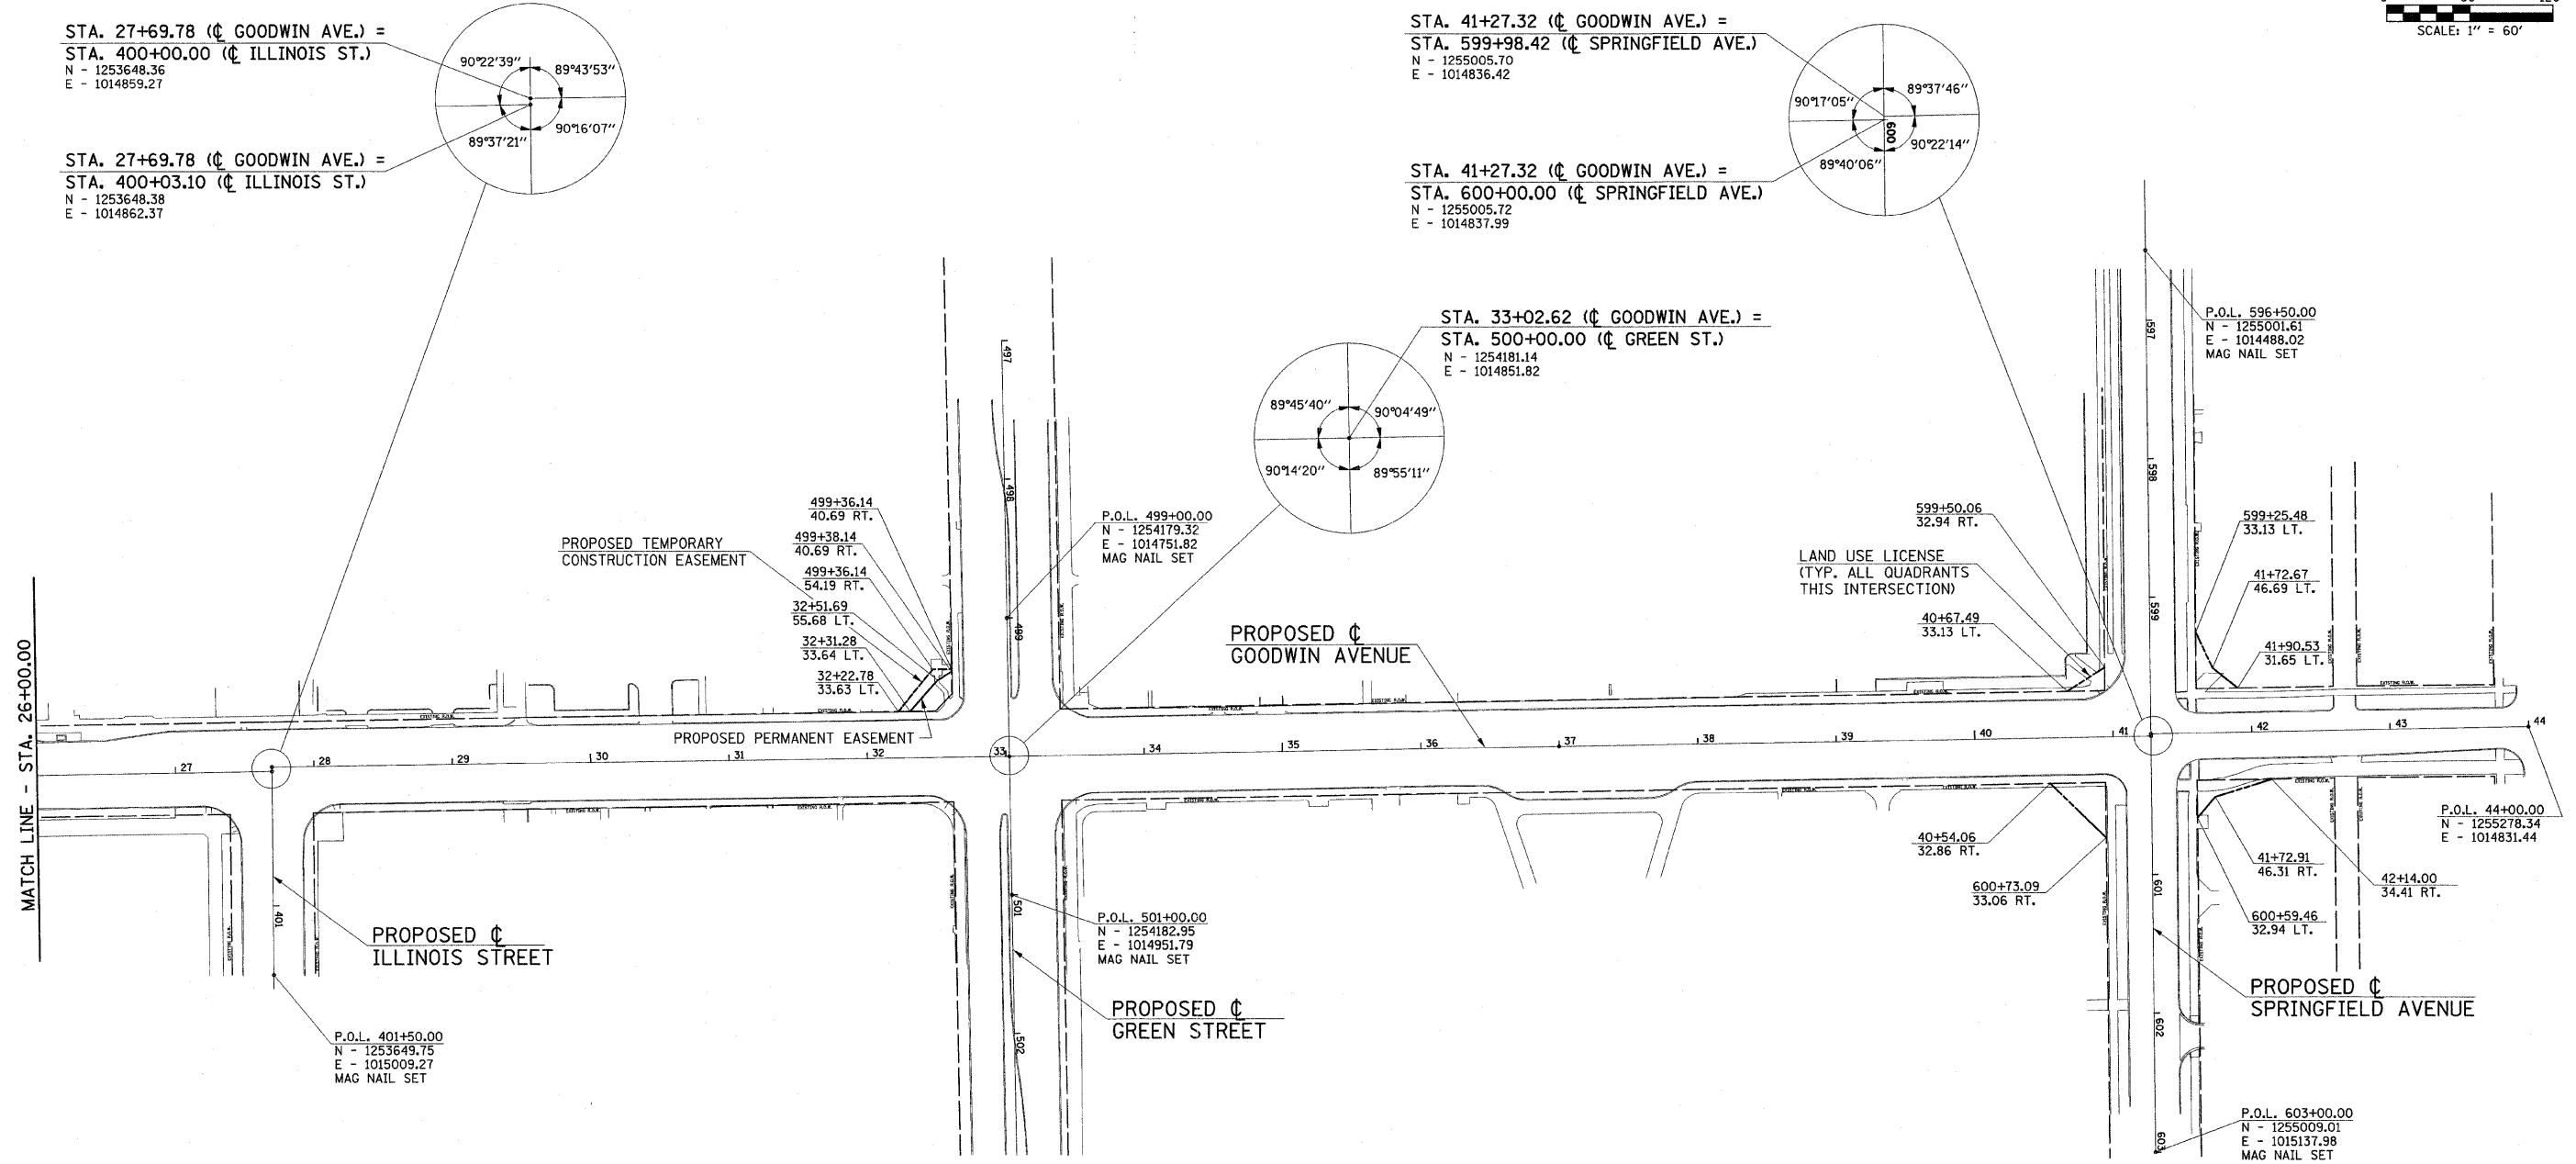 STA. 27+69.78 (℄ GOODWIN AVE.) =
STA. 400+00.00 (℄ ILLINOIS ST.)
N - 1253648.36
E - 1014859.27
STA. 27+69.78 (℄ GOODWIN AVE.) =
STA. 400+03.10 (℄ ILLINOIS ST.)
N - 1253648.38
E - 1014862.37
90°22'39"
89°43'53"
89°37'21"
90°16'07"
STA. 41+27.32 (℄ GOODWIN AVE.) =
STA. 599+98.42 (℄ SPRINGFIELD AVE.)
N - 1255005.70
E - 1014836.42
STA. 41+27.32 (℄ GOODWIN AVE.) =
STA. 600+00.00 (℄ SPRINGFIELD AVE.)
N - 1255005.72
E - 1014837.99
90°17'05"
89°37'46"
600
89°40'06"
90°22'14"
SCALE: 1" = 60'
STA. 33+02.62 (℄ GOODWIN AVE.) =
STA. 500+00.00 (℄ GREEN ST.)
N - 1254181.14
E - 1014851.82
89°45'40"
90°04'49"
90°14'20"
89°55'11"
P.O.L. 596+50.00
N - 1255001.61
E - 1014488.02
MAG NAIL SET
497
498
499
501
502
597
598
599
601
602
603
499+36.14
40.69 RT.
499+38.14
40.69 RT.
499+36.14
54.19 RT.
32+51.69
55.68 LT.
32+31.28
33.64 LT.
32+22.78
33.63 LT.
PROPOSED TEMPORARY
CONSTRUCTION EASEMENT
PROPOSED PERMANENT EASEMENT
P.O.L. 499+00.00
N - 1254179.32
E - 1014751.82
MAG NAIL SET
PROPOSED ℄
GOODWIN AVENUE
599+50.06
32.94 RT.
LAND USE LICENSE
(TYP. ALL QUADRANTS
THIS INTERSECTION)
40+67.49
33.13 LT.
599+25.48
33.13 LT.
41+72.67
46.69 LT.
41+90.53
31.65 LT.
MATCH LINE - STA. 26+00.00
27
28
29
30
31
32
33
34
35
36
37
38
39
40
41
42
43
44
EXISTING R.O.W.
EXISTING R.O.W.
EXISTING R.O.W.
EXISTING R.O.W.
EXISTING R.O.W.
EXISTING R.O.W.
401
PROPOSED ℄
ILLINOIS STREET
P.O.L. 401+50.00
N - 1253649.75
E - 1015009.27
MAG NAIL SET
P.O.L. 501+00.00
N - 1254182.95
E - 1014951.79
MAG NAIL SET
PROPOSED ℄
GREEN STREET
40+54.06
32.86 RT.
600+73.09
33.06 RT.
41+72.91
46.31 RT.
42+14.00
34.41 RT.
600+59.46
32.94 LT.
P.O.L. 44+00.00
N - 1255278.34
E - 1014831.44
PROPOSED ℄
SPRINGFIELD AVENUE
P.O.L. 603+00.00
N - 1255009.01
E - 1015137.98
MAG NAIL SET